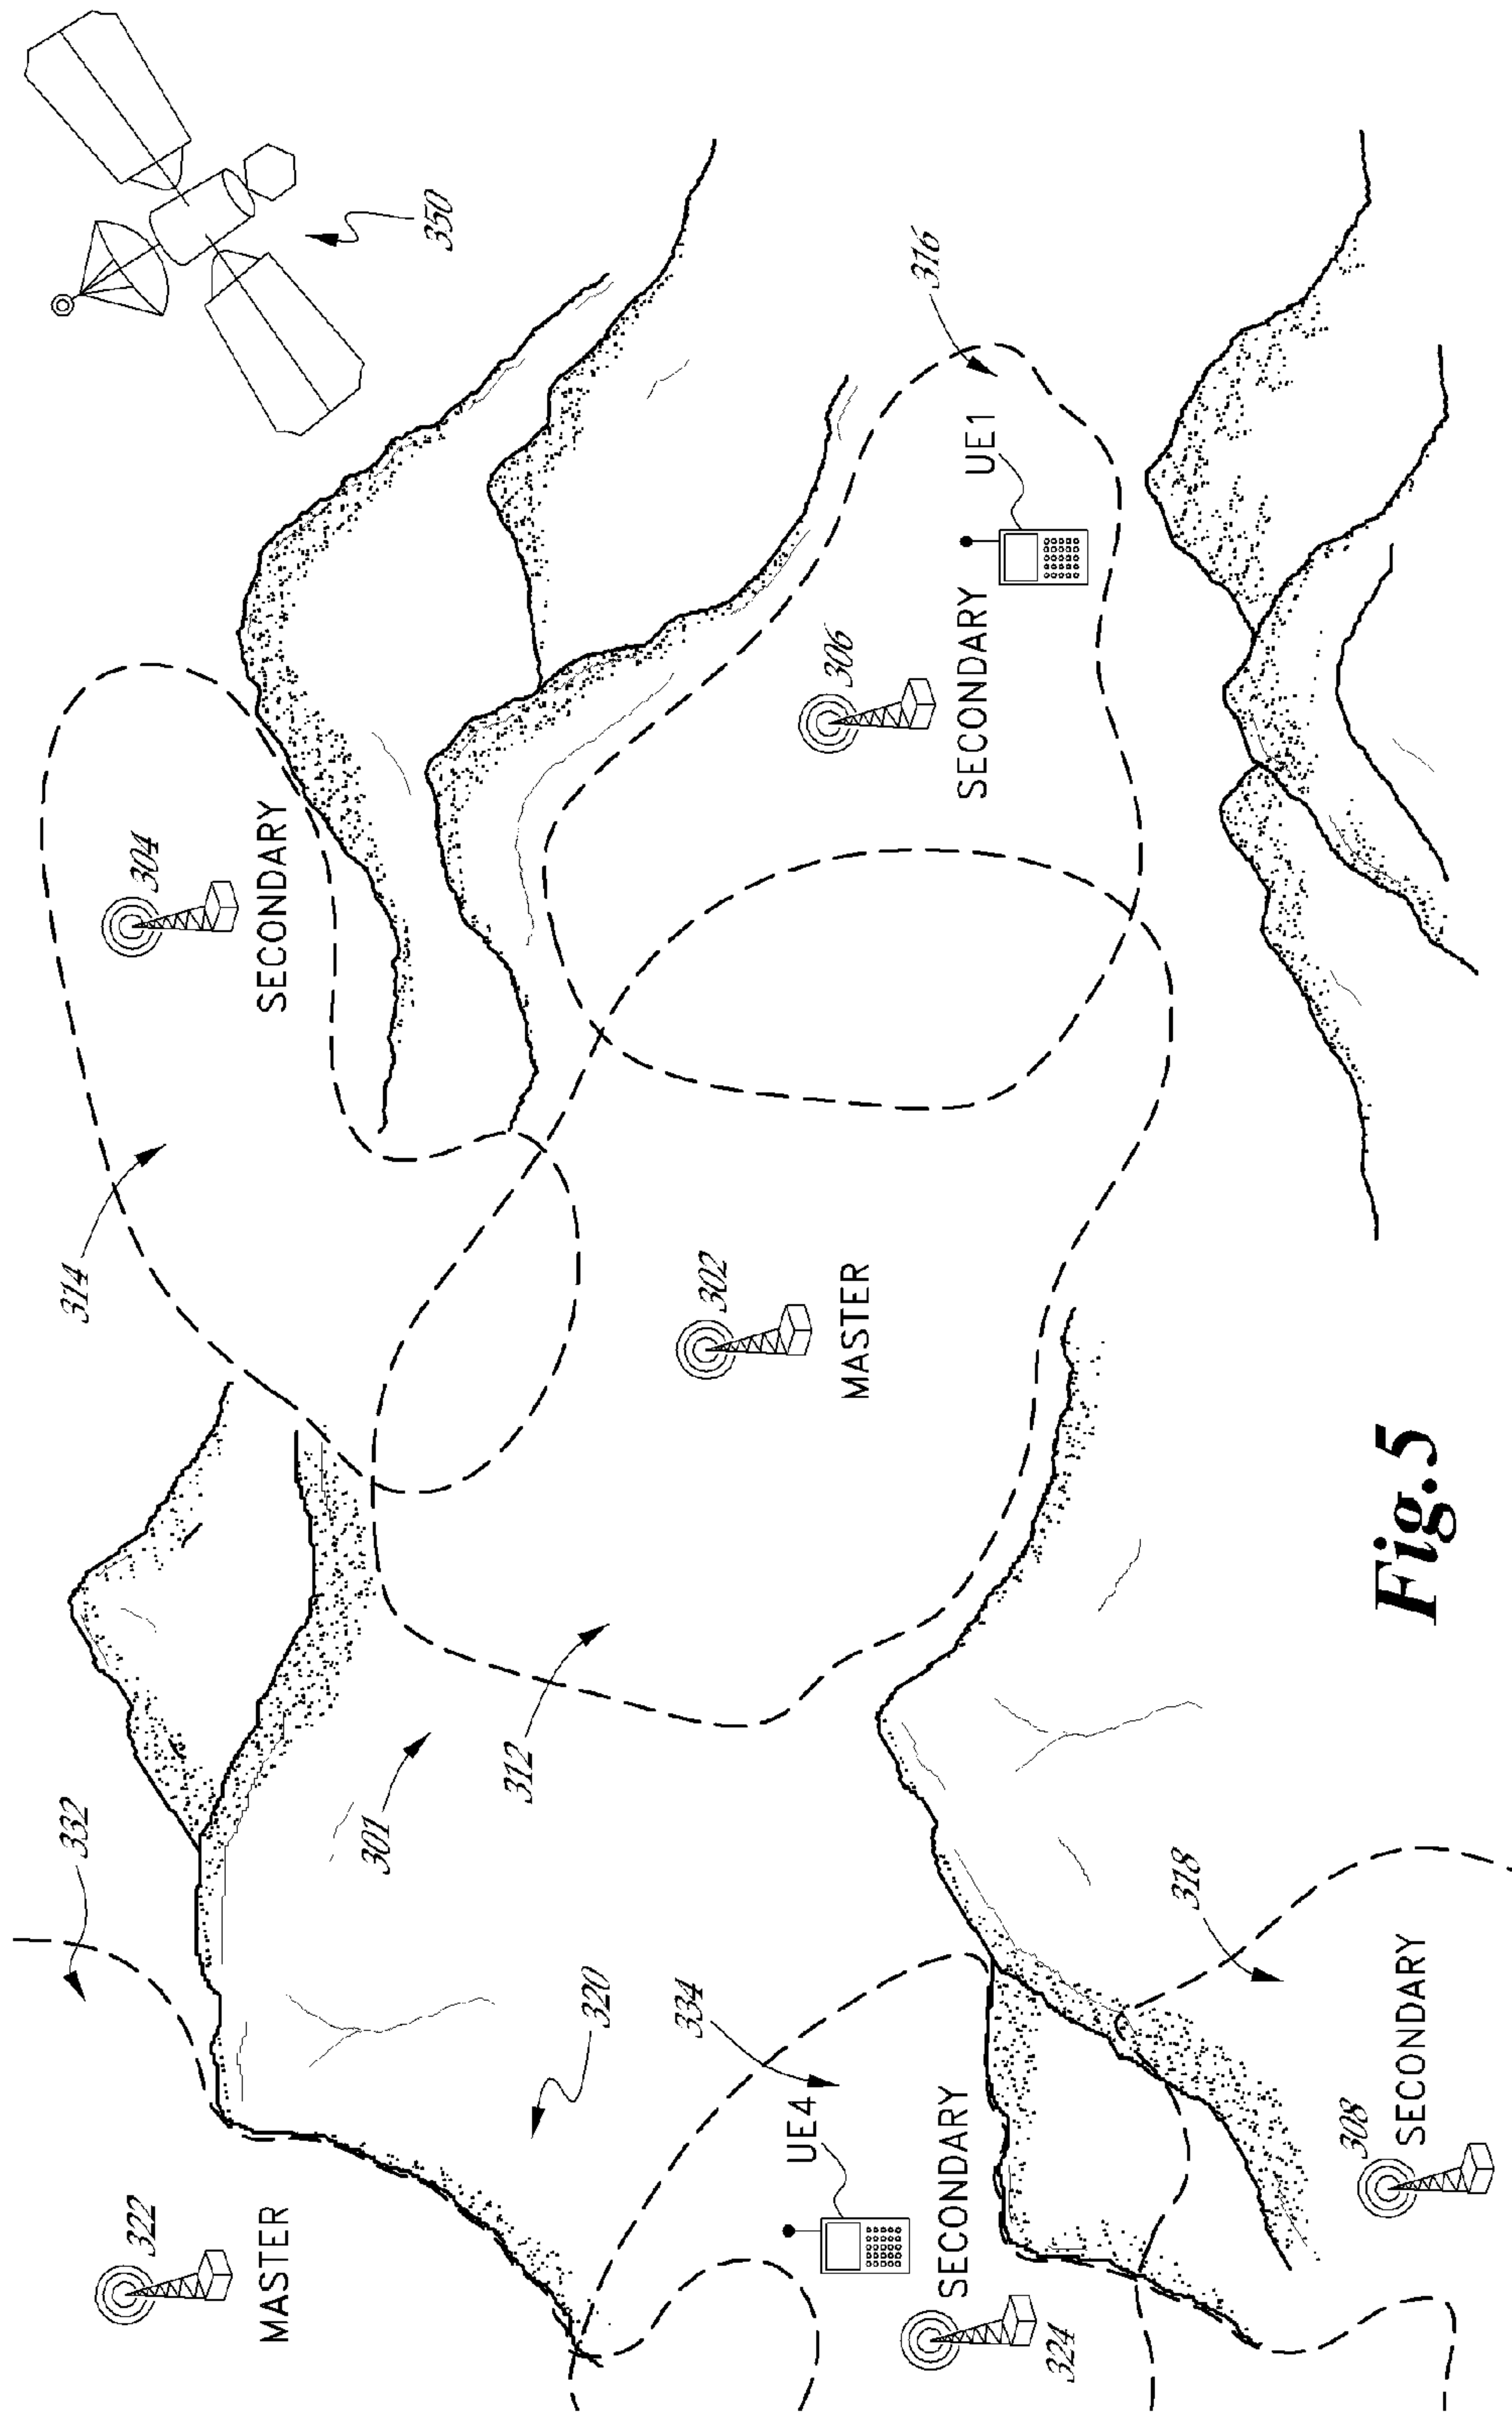 350
316
UE1
304
SECONDARY
306
SECONDARY
314
302
MASTER
332
301
312
320
334
318
UE4
322
MASTER
SECONDARY
324
308
SECONDARY
Fig. 5